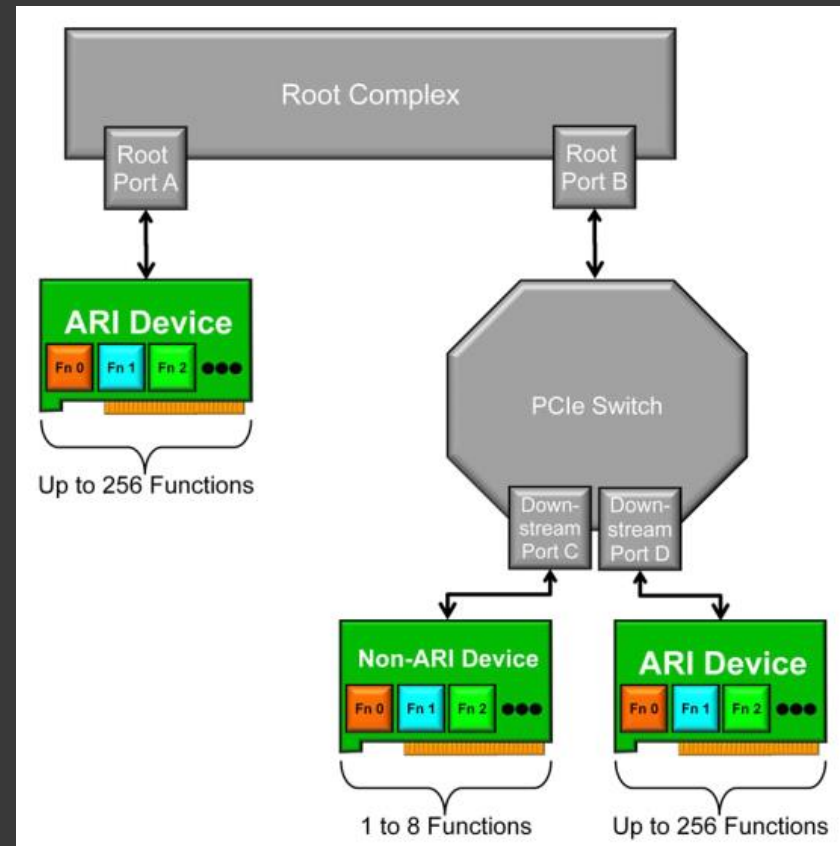 Root Complex
Root
Port A
Root
Port B
ARI Device
Fn 0 Fn 1 Fn 2
Up to 256 Functions
PCIe Switch
Down-
stream
Port C
Down-
stream
Port D
Non-ARI Device
Fn 0 Fn 1 Fn 2
1 to 8 Functions
ARI Device
Fn 0 Fn 1 Fn 2
Up to 256 Functions